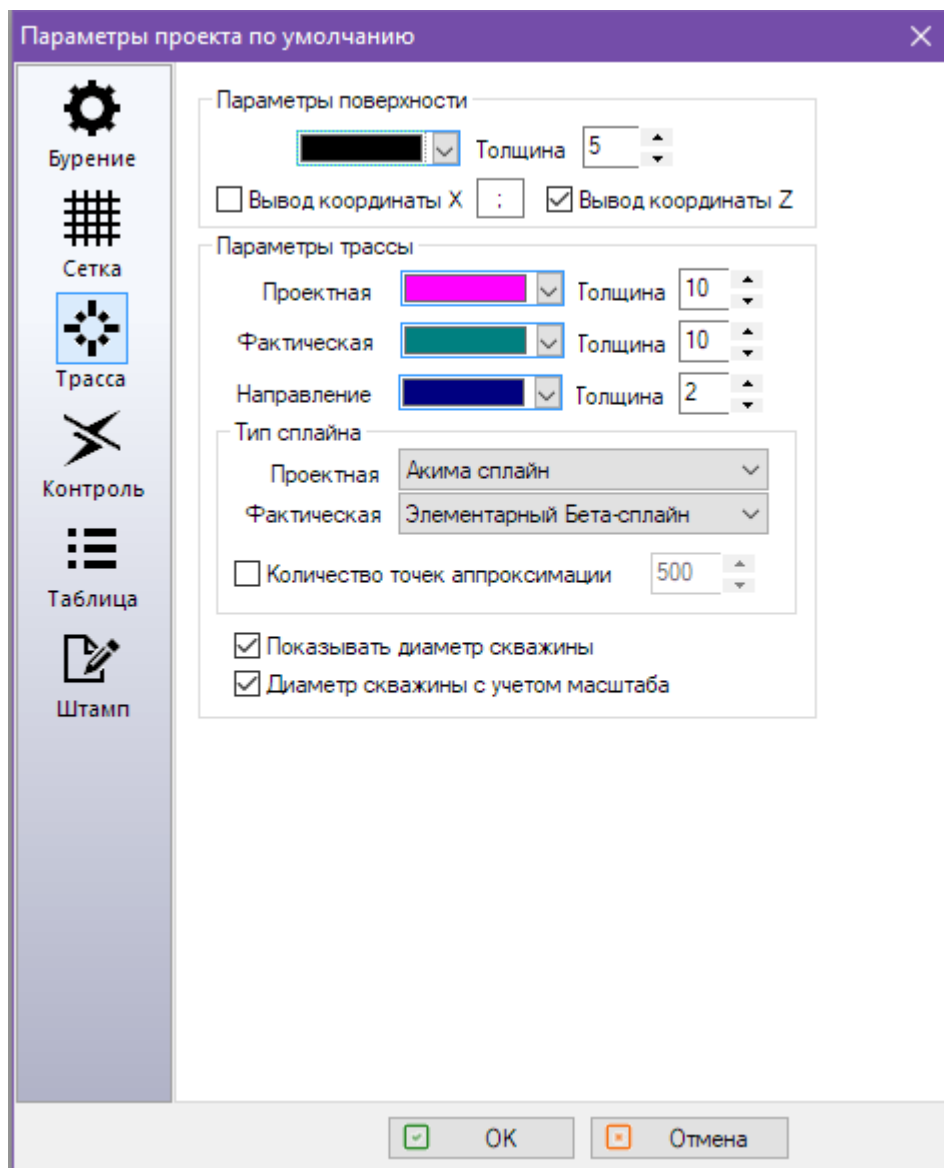 Параметры проекта по умолчанию
Бурение
Сетка
Трасса
Контроль
Таблица
Штамп
Параметры поверхности
Толщина 5
Вывод координаты X ; Вывод координаты Z
Параметры трассы
Проектная Толщина 10
Фактическая Толщина 10
Направление Толщина 2
Тип сплайна
Проектная Акима сплайн
Фактическая Элементарный Бета-сплайн
Количество точек аппроксимации 500
Показывать диаметр скважины
Диаметр скважины с учетом масштаба
OK Отмена